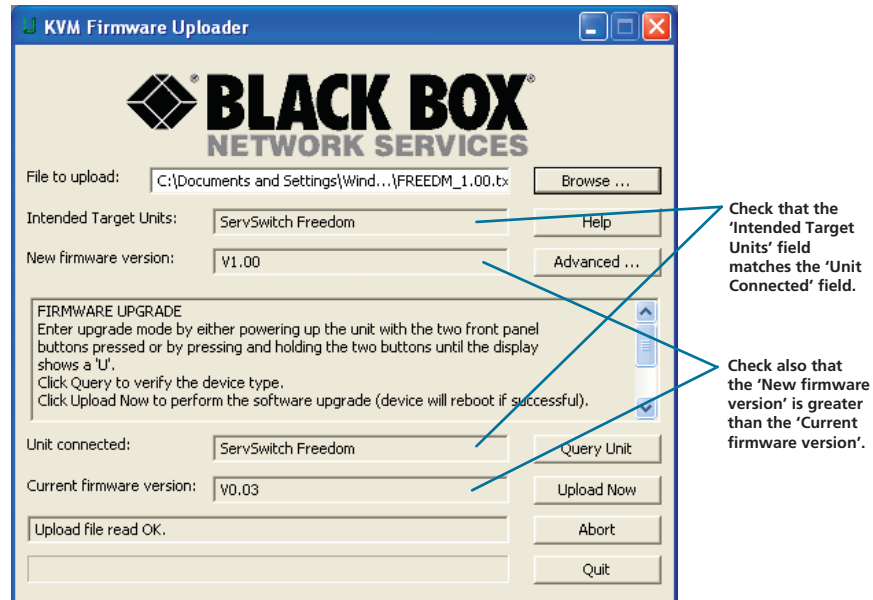 KVM Firmware Uploader
® BLACK BOX®
NETWORK SERVICES
File to upload: C:\Documents and Settings\Wind...\FREEDM_1.00.tx Browse ...
Intended Target Units: ServSwitch Freedom Help
New firmware version: V1.00 Advanced ...
FIRMWARE UPGRADE
Enter upgrade mode by either powering up the unit with the two front panel
buttons pressed or by pressing and holding the two buttons until the display
shows a 'U'.
Click Query to verify the device type.
Click Upload Now to perform the software upgrade (device will reboot if successful).
Unit connected: ServSwitch Freedom Query Unit
Current firmware version: V0.03 Upload Now
Upload file read OK. Abort
Quit
Check that the
‘Intended Target
Units’ field
matches the ‘Unit
Connected’ field.
Check also that
the ‘New firmware
version’ is greater
than the ‘Current
firmware version’.